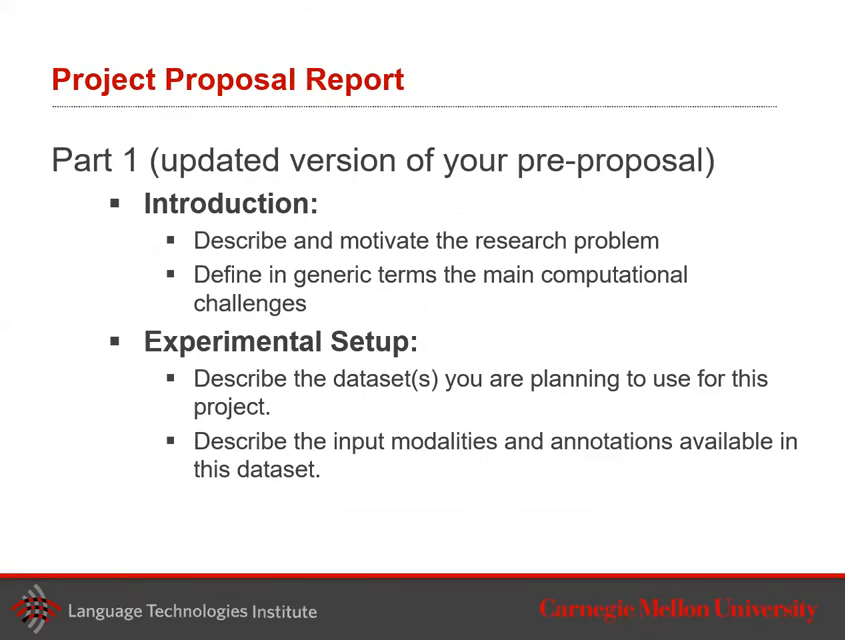 Project Proposal Report
Part 1 (updated version of your pre-proposal)
Introduction:
Describe and motivate the research problem
Define in generic terms the main computational
challenges
Experimental Setup:
Describe the dataset(s) you are planning to use for this
project.
Describe the input modalities and annotations available in
this dataset.
Language Technologies Institute
Carnegie Mellon University